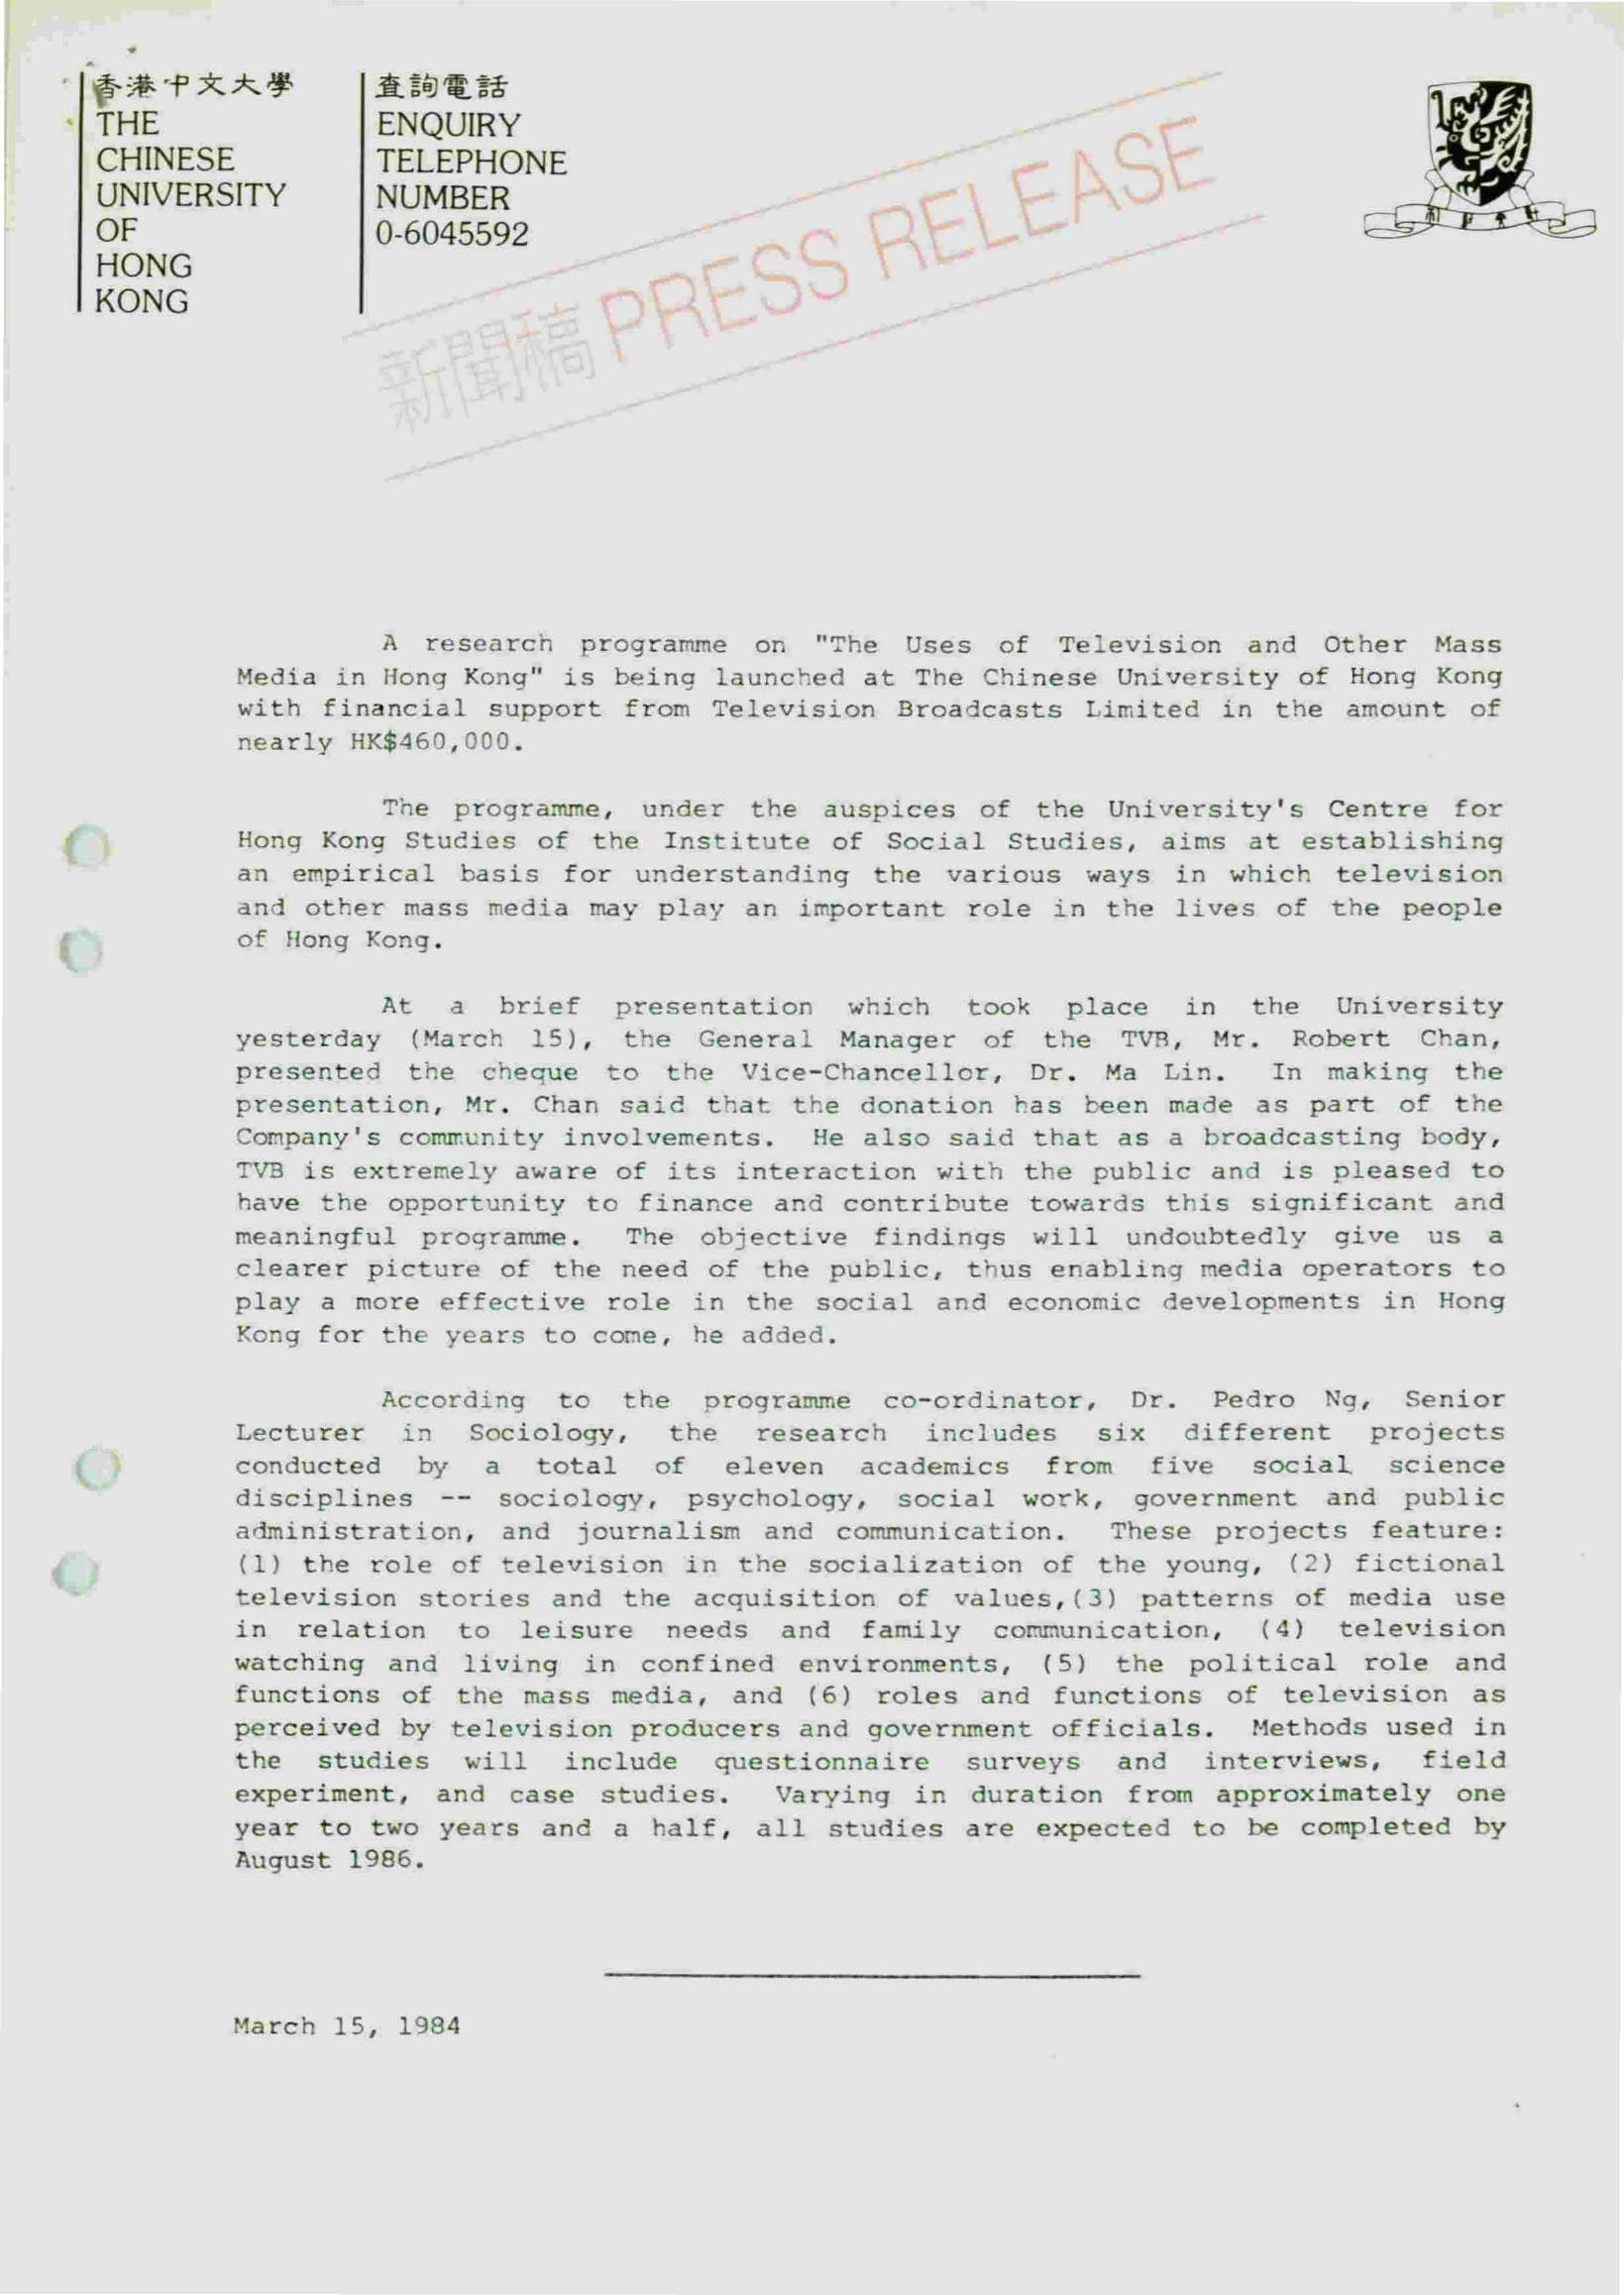 香港中文大學
THE
CHINESE
UNIVERSITY
OF
HONG
KONG
查詢電話
ENQUIRY
TELEPHONE
NUMBER
0-6045592
新聞稿 PRESS RELEASE
A research programme on "The Uses of Television and Other Mass
Media in Hong Kong" is being launched at The Chinese University of Hong Kong
with financial support from Television Broadcasts Limited in the amount of
nearly HK$460,000.
The programme, under the auspices of the University's Centre for
Hong Kong Studies of the Institute of Social Studies, aims at establishing
an empirical basis for understanding the various ways in which television
and other mass media may play an important role in the lives of the people
of Hong Kong.
At a brief presentation which took place in the University
yesterday (March 15), the General Manager of the TVB, Mr. Robert Chan,
presented the cheque to the Vice-Chancellor, Dr. Ma Lin. In making the
presentation, Mr. Chan said that the donation has been made as part of the
Company's community involvements. He also said that as a broadcasting body,
TVB is extremely aware of its interaction with the public and is pleased to
have the opportunity to finance and contribute towards this significant and
meaningful programme. The objective findings will undoubtedly give us a
clearer picture of the need of the public, thus enabling media operators to
play a more effective role in the social and economic developments in Hong
Kong for the years to come, he added.
According to the programme co-ordinator, Dr. Pedro Ng, Senior
Lecturer in Sociology, the research includes six different projects
conducted by a total of eleven academics from five social science
disciplines -- sociology, psychology, social work, government and public
administration, and journalism and communication. These projects feature:
(1) the role of television in the socialization of the young, (2) fictional
television stories and the acquisition of values,(3) patterns of media use
in relation to leisure needs and family communication, (4) television
watching and living in confined environments, (5) the political role and
functions of the mass media, and (6) roles and functions of television as
perceived by television producers and government officials. Methods used in
the studies will include questionnaire surveys and interviews, field
experiment, and case studies. Varying in duration from approximately one
year to two years and a half, all studies are expected to be completed by
August 1986.
March 15, 1984